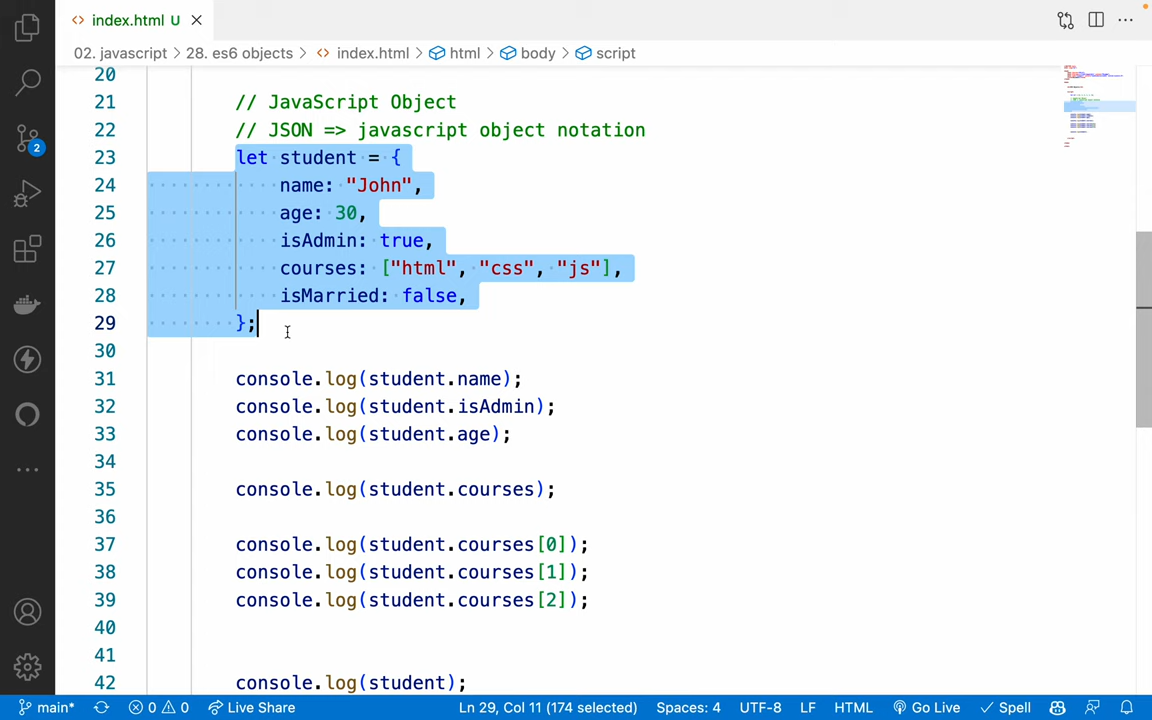 index.html U
02. javascript > 28. es6 objects > index.html > html > body > script
20
21 // JavaScript Object
22 // JSON => javascript object notation
23 let student = {
24 name: "John",
25 age: 30,
26 isAdmin: true,
27 courses: ["html", "css", "js"],
28 isMarried: false,
29 };
30
31 console.log(student.name);
32 console.log(student.isAdmin);
33 console.log(student.age);
34
35 console.log(student.courses);
36
37 console.log(student.courses[0]);
38 console.log(student.courses[1]);
39 console.log(student.courses[2]);
40
41
42 console.log(student);
2
main* 0 0 Live Share Ln 29, Col 11 (174 selected) Spaces: 4 UTF-8 LF HTML Go Live Spell